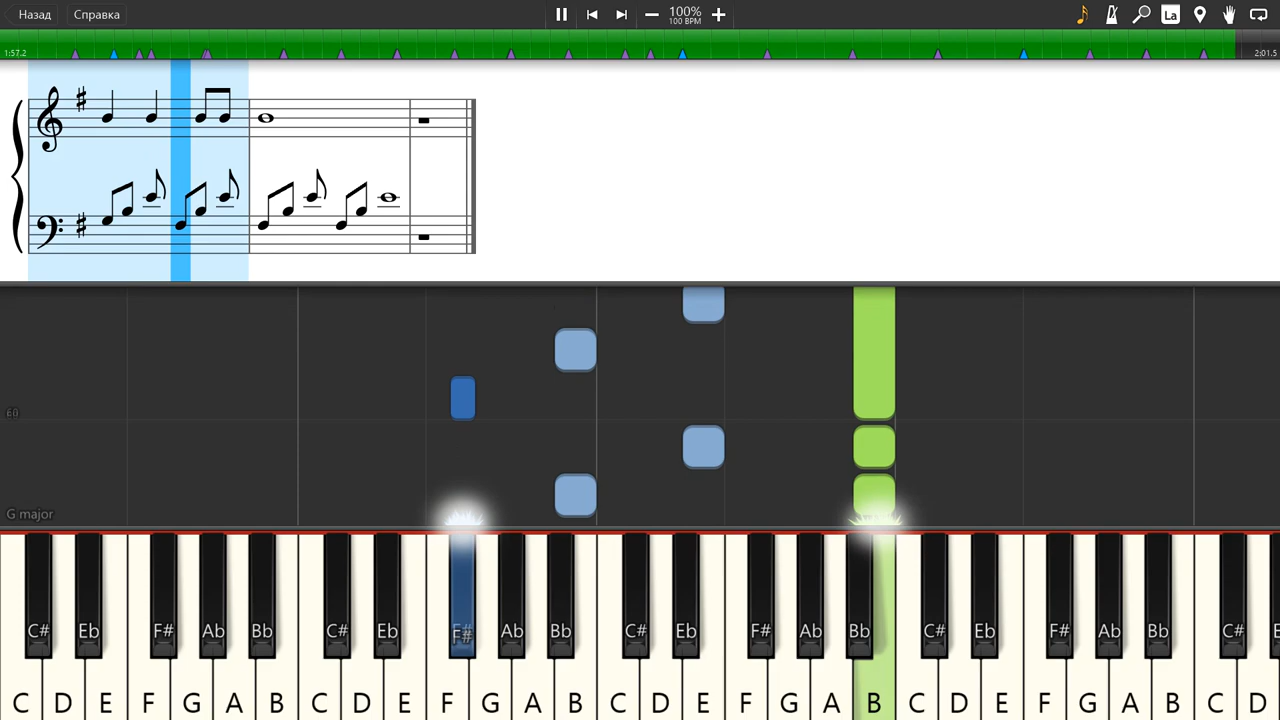 Назад Справка 100% La
100 BPM
1:57.2 2:01.5
60
G major
C# Eb F# Ab Bb C# Eb F# Ab Bb C# Eb F# Ab Bb C# Eb F# Ab Bb C#
C D E F G A B C D E F G A B C D E F G A B C D E F G A B C D